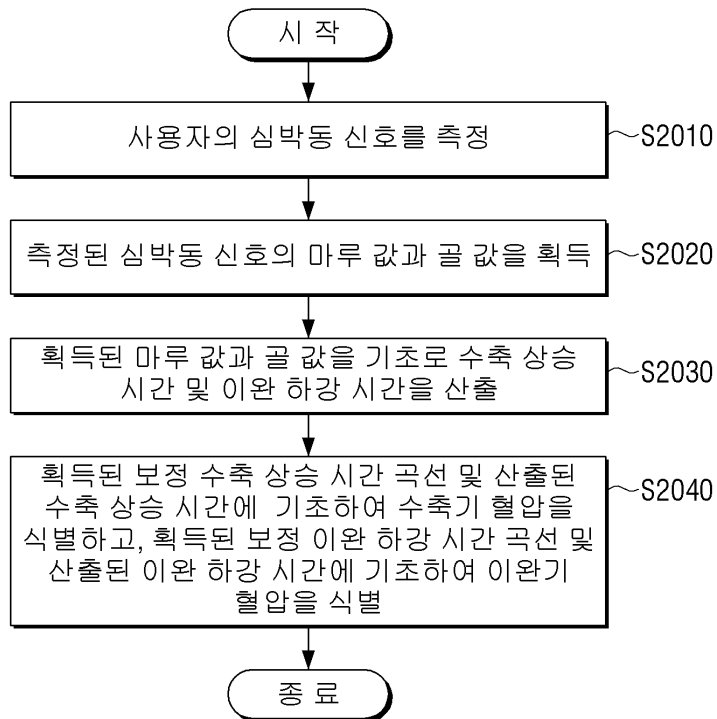 시 작
사용자의 심박동 신호를 측정
S2010
측정된 심박동 신호의 마루 값과 골 값을 획득
S2020
획득된 마루 값과 골 값을 기초로 수축 상승
시간 및 이완 하강 시간을 산출
S2030
획득된 보정 수축 상승 시간 곡선 및 산출된
수축 상승 시간에 기초하여 수축기 혈압을
식별하고, 획득된 보정 이완 하강 시간 곡선 및
산출된 이완 하강 시간에 기초하여 이완기
혈압을 식별
S2040
종 료